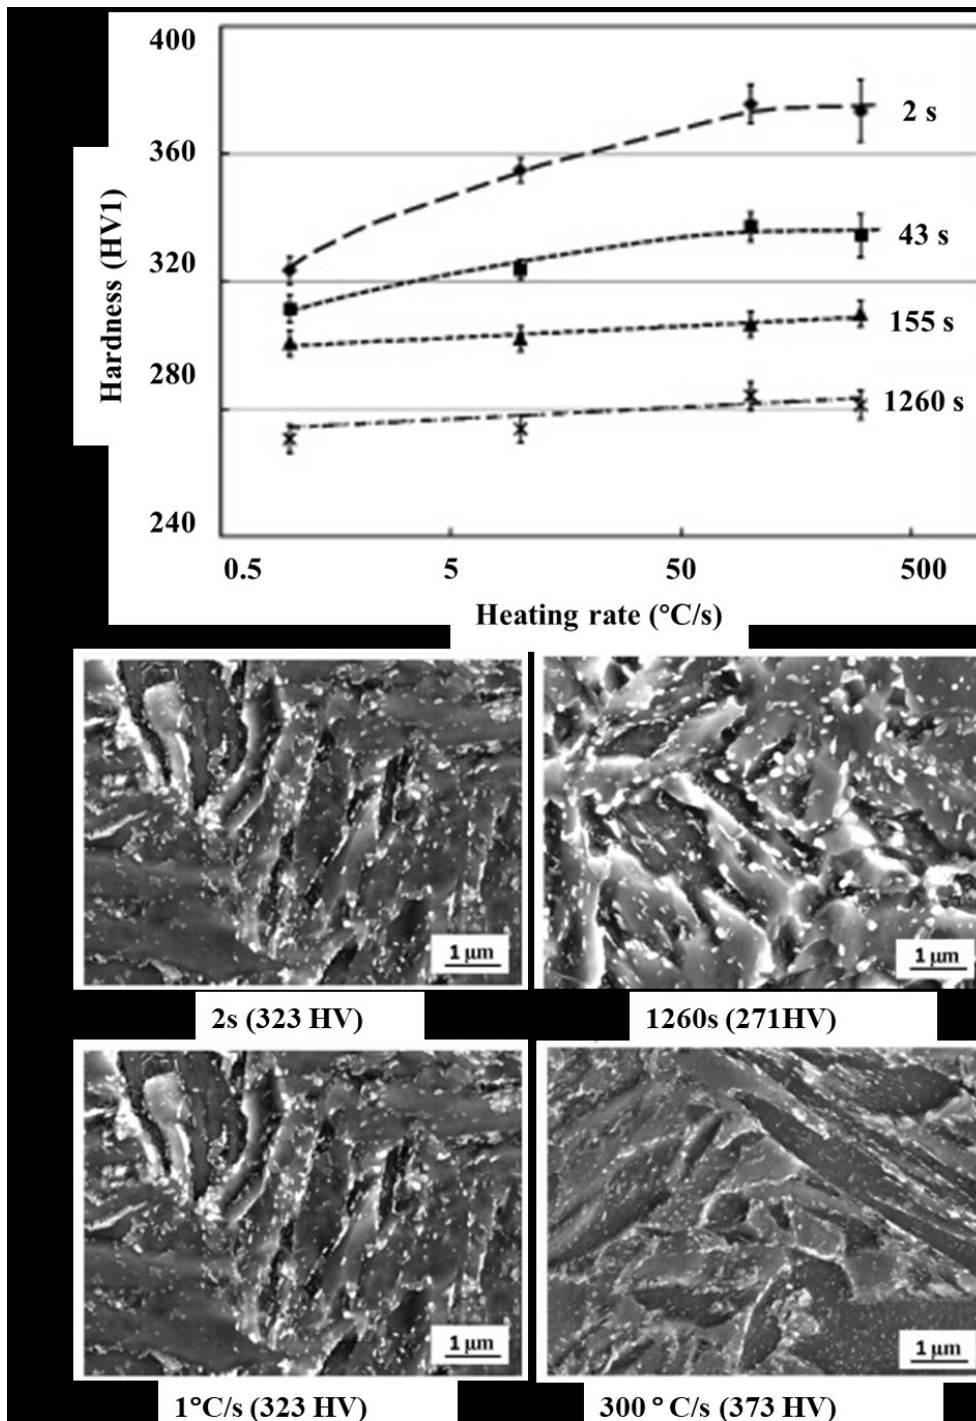 400
360
320
280
240
Hardness (HV1)
2 s
43 s
155 s
1260 s
0.5 5 50 500
Heating rate (°C/s)
1 μm
1 μm
2s (323 HV)
1260s (271HV)
1 μm
1 μm
1°C/s (323 HV)
300 ° C/s (373 HV)